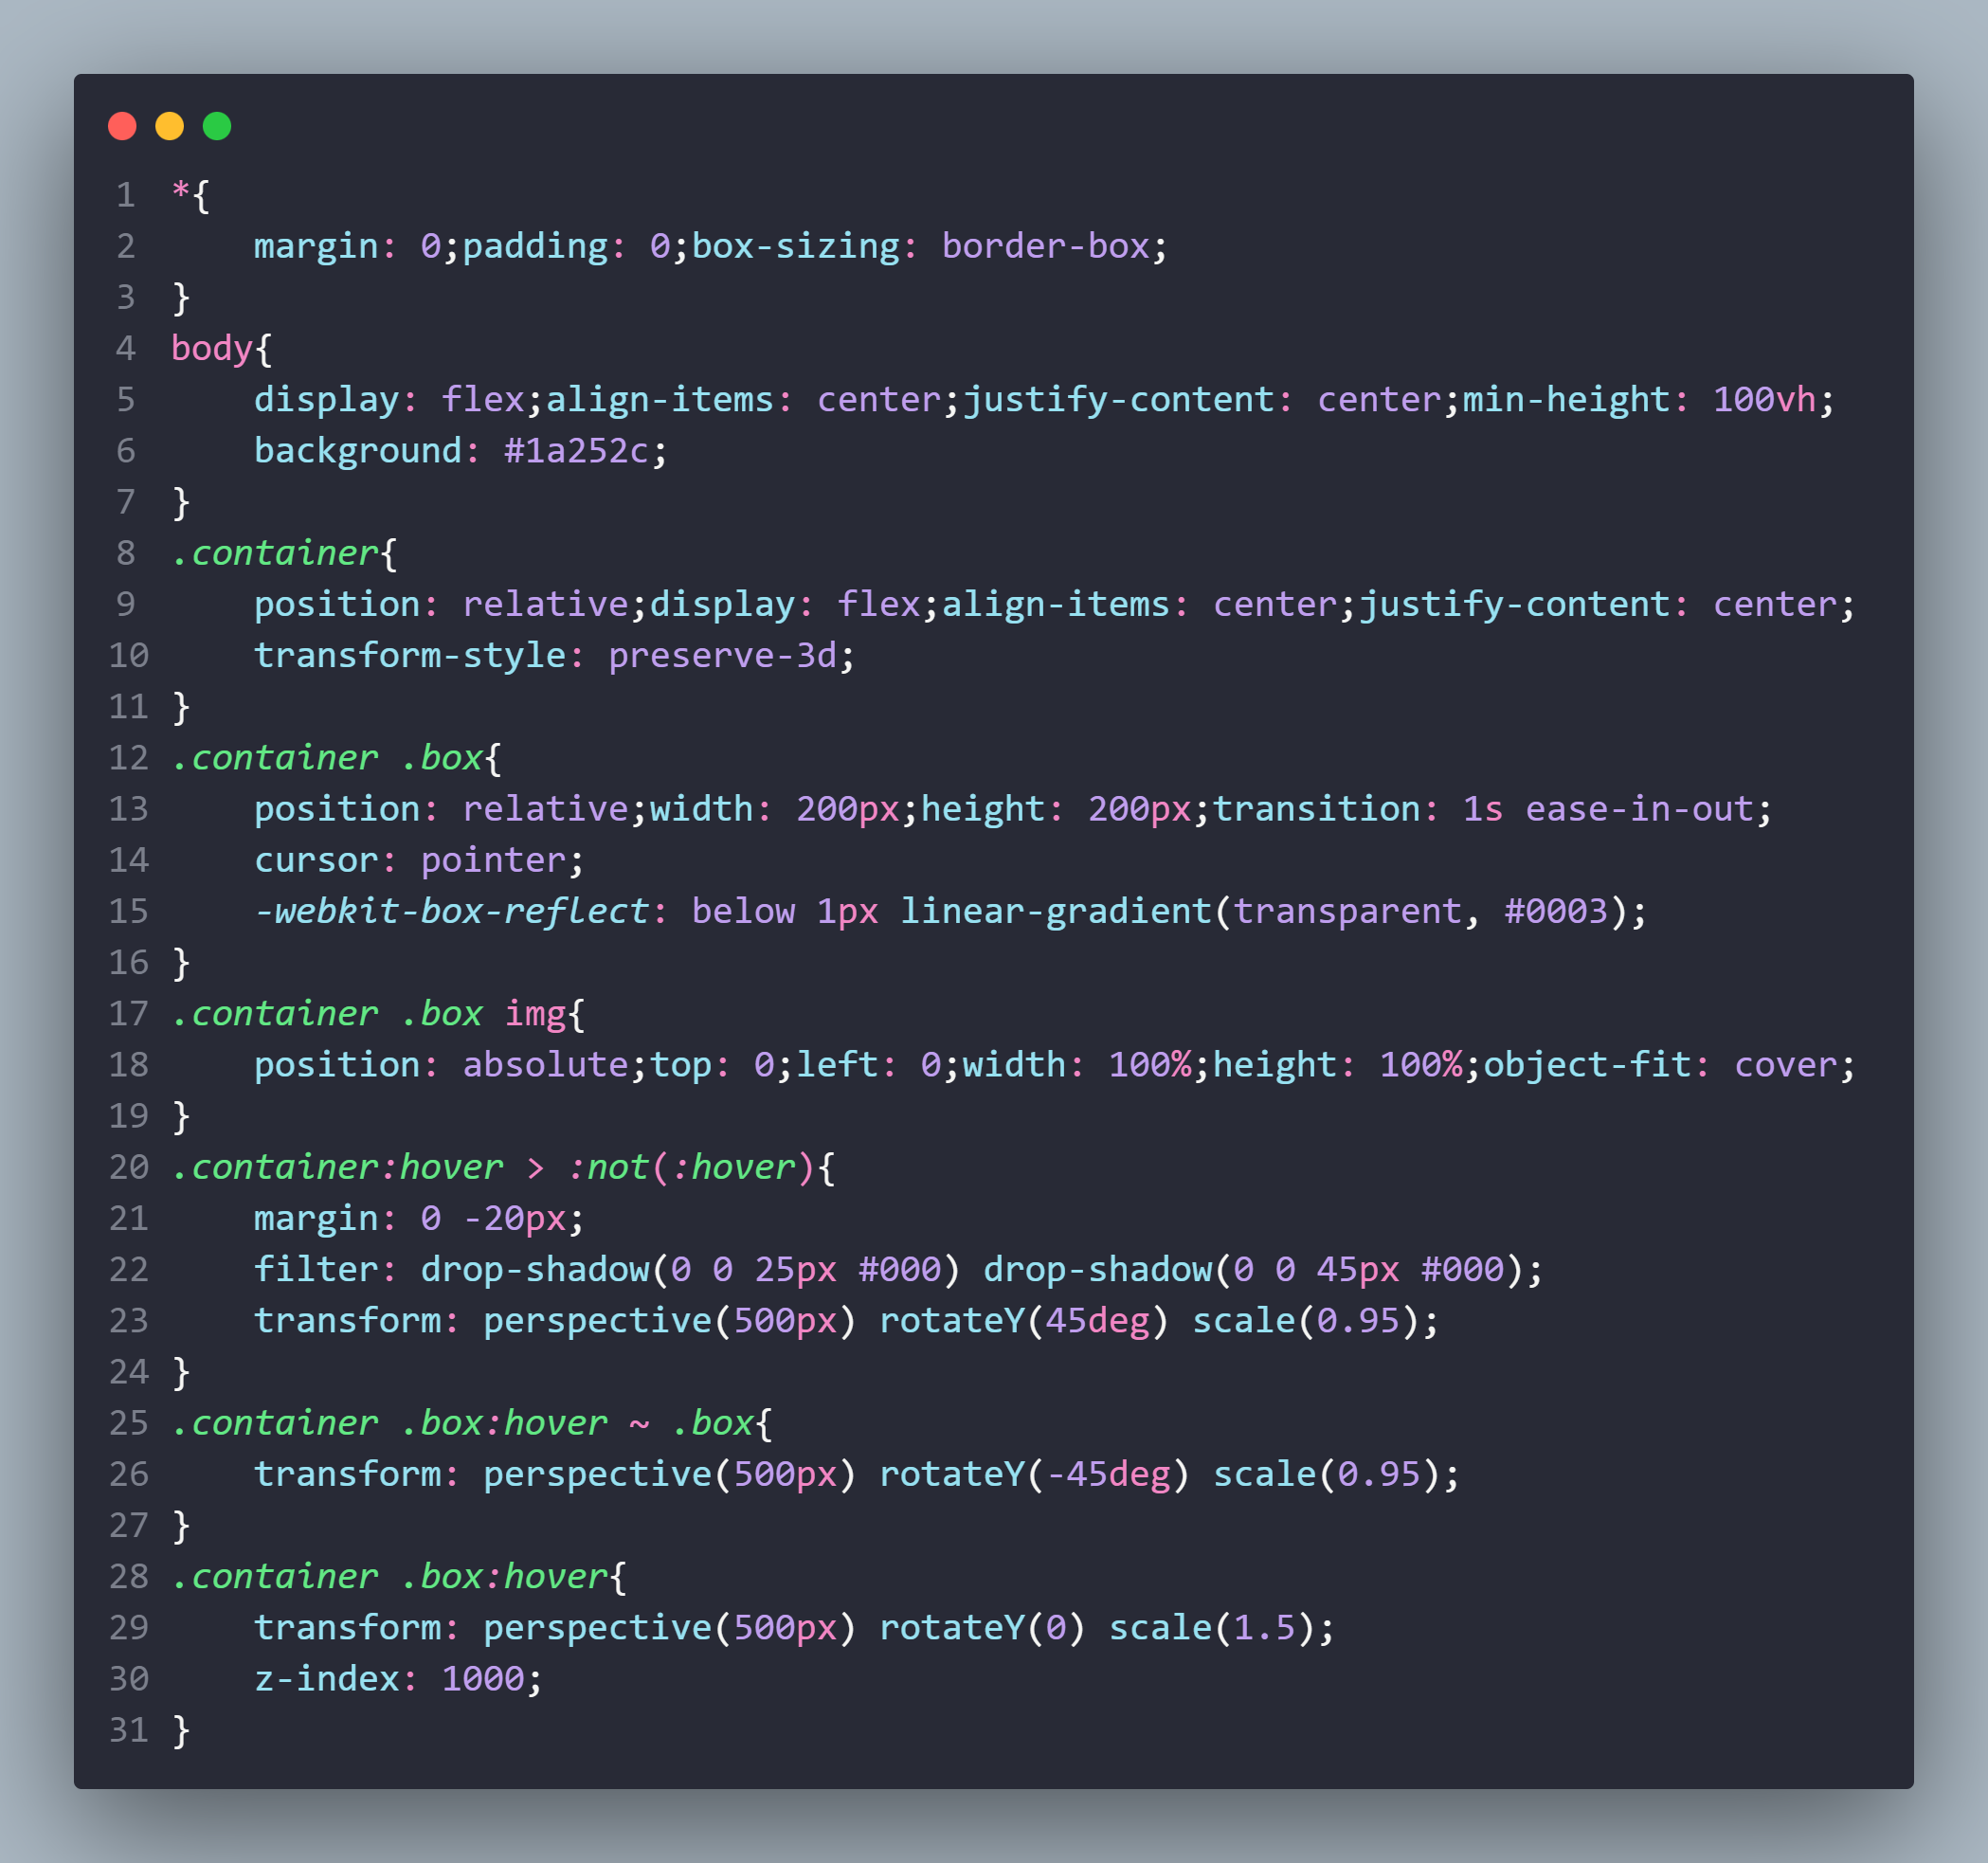 1 *{
2     margin: 0;padding: 0;box-sizing: border-box;
3 }
4 body{
5     display: flex;align-items: center;justify-content: center;min-height: 100vh;
6     background: #1a252c;
7 }
8 .container{
9     position: relative;display: flex;align-items: center;justify-content: center;
10     transform-style: preserve-3d;
11 }
12 .container .box{
13     position: relative;width: 200px;height: 200px;transition: 1s ease-in-out;
14     cursor: pointer;
15     -webkit-box-reflect: below 1px linear-gradient(transparent, #0003);
16 }
17 .container .box img{
18     position: absolute;top: 0;left: 0;width: 100%;height: 100%;object-fit: cover;
19 }
20 .container:hover > :not(:hover){
21     margin: 0 -20px;
22     filter: drop-shadow(0 0 25px #000) drop-shadow(0 0 45px #000);
23     transform: perspective(500px) rotateY(45deg) scale(0.95);
24 }
25 .container .box:hover ~ .box{
26     transform: perspective(500px) rotateY(-45deg) scale(0.95);
27 }
28 .container .box:hover{
29     transform: perspective(500px) rotateY(0) scale(1.5);
30     z-index: 1000;
31 }